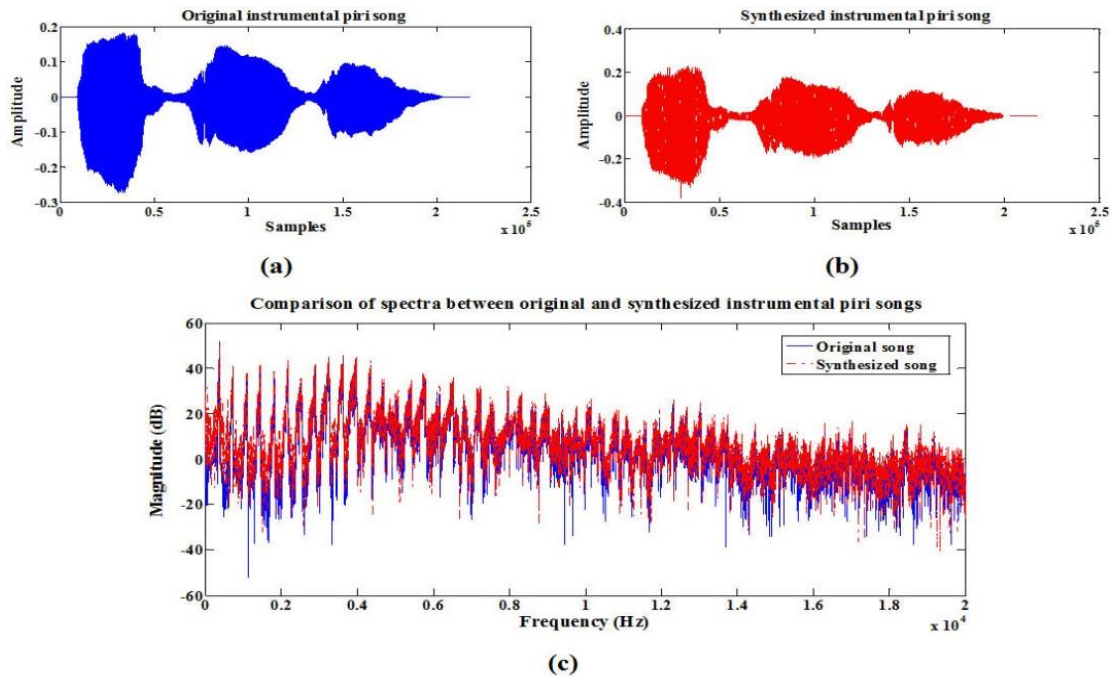 Original instrumental piri song
Amplitude
0.2
0.1
0
-0.1
-0.2
-0.3
0 0.5 1 1.5 2 2.5
Samples
x 10⁵
(a)
Synthesized instrumental piri song
Amplitude
0.4
0.2
0
-0.2
-0.4
0 0.5 1 1.5 2 2.5
Samples
x 10⁵
(b)
Comparison of spectra between original and synthesized instrumental piri songs
Original song
Synthesized song
Magnitude (dB)
60
40
20
0
-20
-40
-60
0 0.2 0.4 0.6 0.8 1 1.2 1.4 1.6 1.8 2
Frequency (Hz)
x 10⁴
(c)